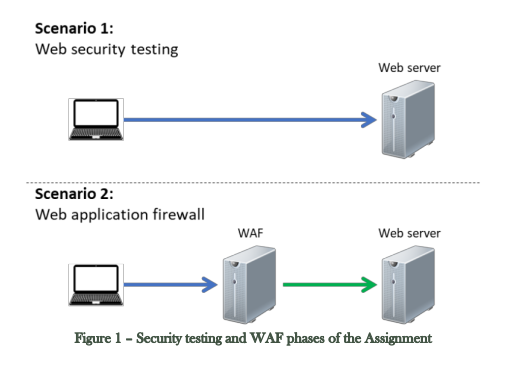 Scenario 1:
Web security testing
Web server
Scenario 2:
Web application firewall
WAF
Web server
Figure 1 – Security testing and WAF phases of the Assignment